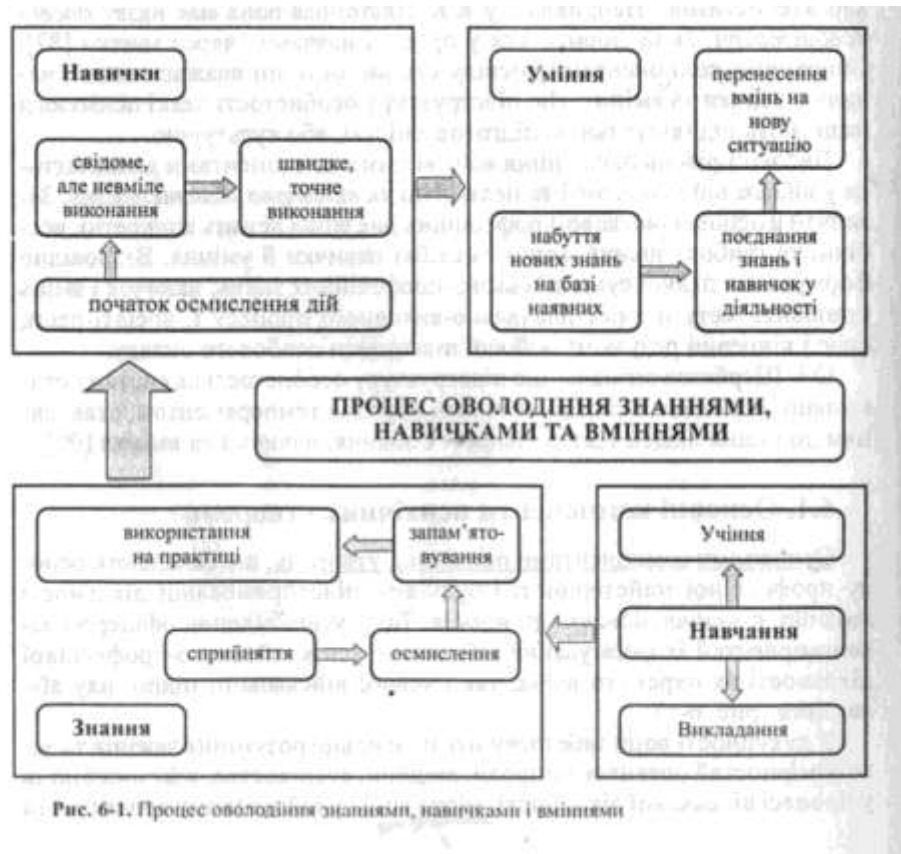 Навички
свідоме,
але невміле
виконання
швидке,
точне
виконання
початок осмислення дій
Уміння
перенесення
вмінь на
нову
ситуацію
набуття
нових знань
на базі
наявних
поєднання
знань і
навичок у
діяльності
ПРОЦЕС ОВОЛОДІННЯ ЗНАННЯМИ,
НАВИЧКАМИ ТА ВМІННЯМИ
використання
на практиці
запам’ято-
вування
сприйняття
осмислення
Знання
Учіння
Навчання
Викладання
Рис. 6-1. Процес оволодіння знаннями, навичками і вміннями